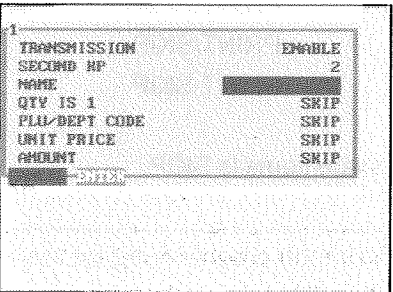 1
TRANSMISSION ENABLE
SECOND KP 2
NAME
QTY IS 1 SKIP
PLU/DEPT CODE SKIP
UNIT PRICE SKIP
AMOUNT SKIP
ENTER